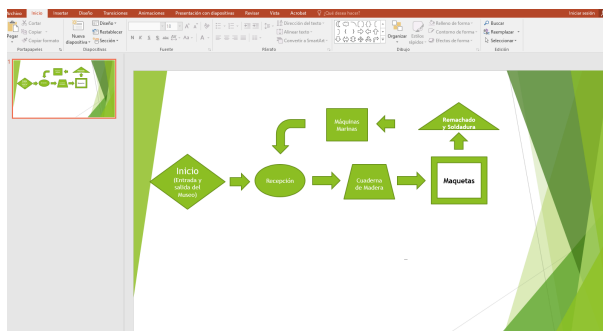 Archivo Inicio Insertar Diseño Transiciones Animaciones Presentación con diapositivas Revisar Vista Acrobat ¿Qué desea hacer? Iniciar sesión
Pegar
Cortar
Copiar
Copiar formato
Portapapeles
Nueva
diapositiva
Diseño
Restablecer
Sección
Diapositivas
N K S
Fuente
Dirección del texto
Alinear texto
Convertir a SmartArt
Párrafo
Organizar
Estilos
rápidos
Relleno de forma
Contorno de forma
Efectos de forma
Dibujo
Buscar
Reemplazar
Seleccionar
Edición
1
Máquinas
Marinas
Remachado
y Soldadura
Inicio
(Entrada y
salida del
Museo)
Recepción
Cuaderna
de Madera
Maquetas